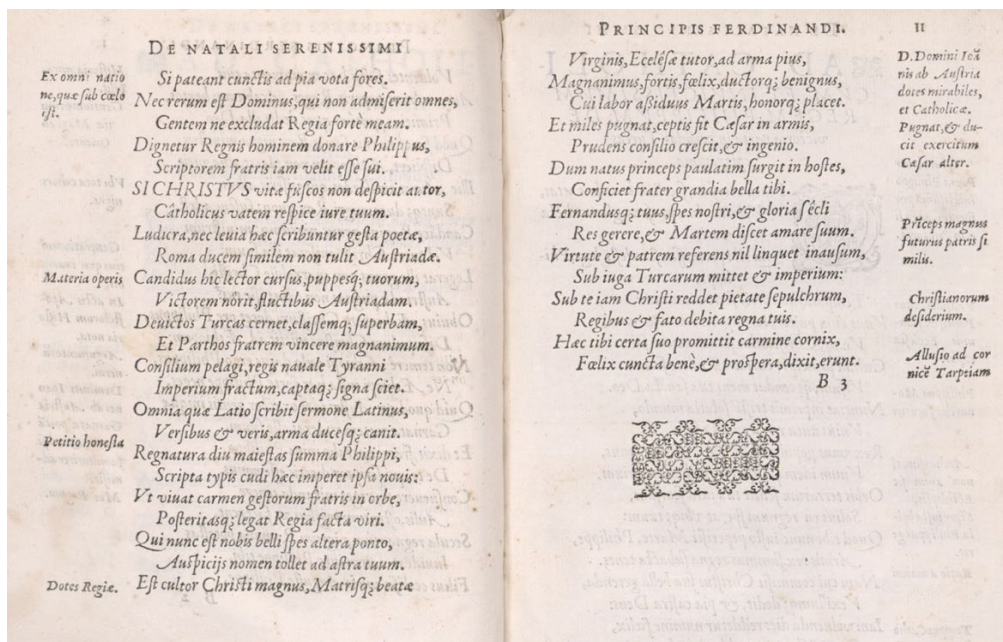 DE NATALI SERENISSIMI
Ex omni natio
ne, quæ sub cœlo
est.
Materia operis
Petitio honesta
Dotes Regiæ.
Si pateant cunctis ad pia vota fores.
Nec rerum est Dominus, qui non admiserit omnes,
Gentem ne excludat Regia fortè meam.
Dignetur Regnis hominem donare Philippus,
Scriptorem fratris iam velit esse sui.
SI CHRISTVS vitæ fuscos non despicit autor,
Câtholicus vatem respice iure tuum.
Ludicra, nec leuia hæc scribuntur gesta poetæ,
Roma ducem similem non tulit Austriadæ.
Candidus hic lector cursus, puppesq; tuorum,
Victorem norit, fluctibus Austriadam,
Deuictos Turcas cernet, classemq; superbam,
Et Parthos fratrem vincere magnanimum.
Consilium pelagi, regis nauale Tyranni
Imperium fractum, captaq; signa sciet.
Omnia quæ Latio scribit sermone Latinus,
Versibus & veris, arma ducesq; canit.
Regnatura diu maiestas summa Philippi,
Scripta typis cudi hæc imperet ipsa nouis:
Vt viuat carmen gestorum fratris in orbe,
Posteritasq; legat Regia facta viri.
Qui nunc est nobis belli spes altera ponto,
Auspicijs nomen tollet ad astra tuum.
Est cultor Christi magnus, Matrisq; beatæ
PRINCIPIS FERDINANDI.
II
Virginis, Ecclesæ tutor, ad arma pius,
Magnanimus, fortis, fœlix, ductorq; benignus,
Cui labor aßiduus Martis, honorq; placet.
Et miles pugnat, ceptis fit Cæsar in armis,
Prudens consilio crescit, & ingenio.
Dum natus princeps paulatim surgit in hostes,
Conficiet frater grandia bella tibi.
Fernandusq; tuus, spes nostri, & gloria sécli
Res gerere, & Martem discet amare suum.
Virtute & patrem referens nil linquet inausum,
Sub iuga Turcarum mittet & imperium:
Sub te iam Christi reddet pietate sepulchrum,
Regibus & fato debita regna tuis.
Hæc tibi certa suo promittit carmine cornix,
Fœlix cuncta benè, & prospera, dixit, erunt.
B 3
D. Domini Ioã
nis ab Austria
dotes mirabiles,
et Catholicæ.
Pugnat, & du-
cit exercitum
Cæsar alter.
Prĩceps magnus
futurus patris si
milis.
Christianorum
desiderium.
Allusio ad cor
nicẽ Tarpeiam